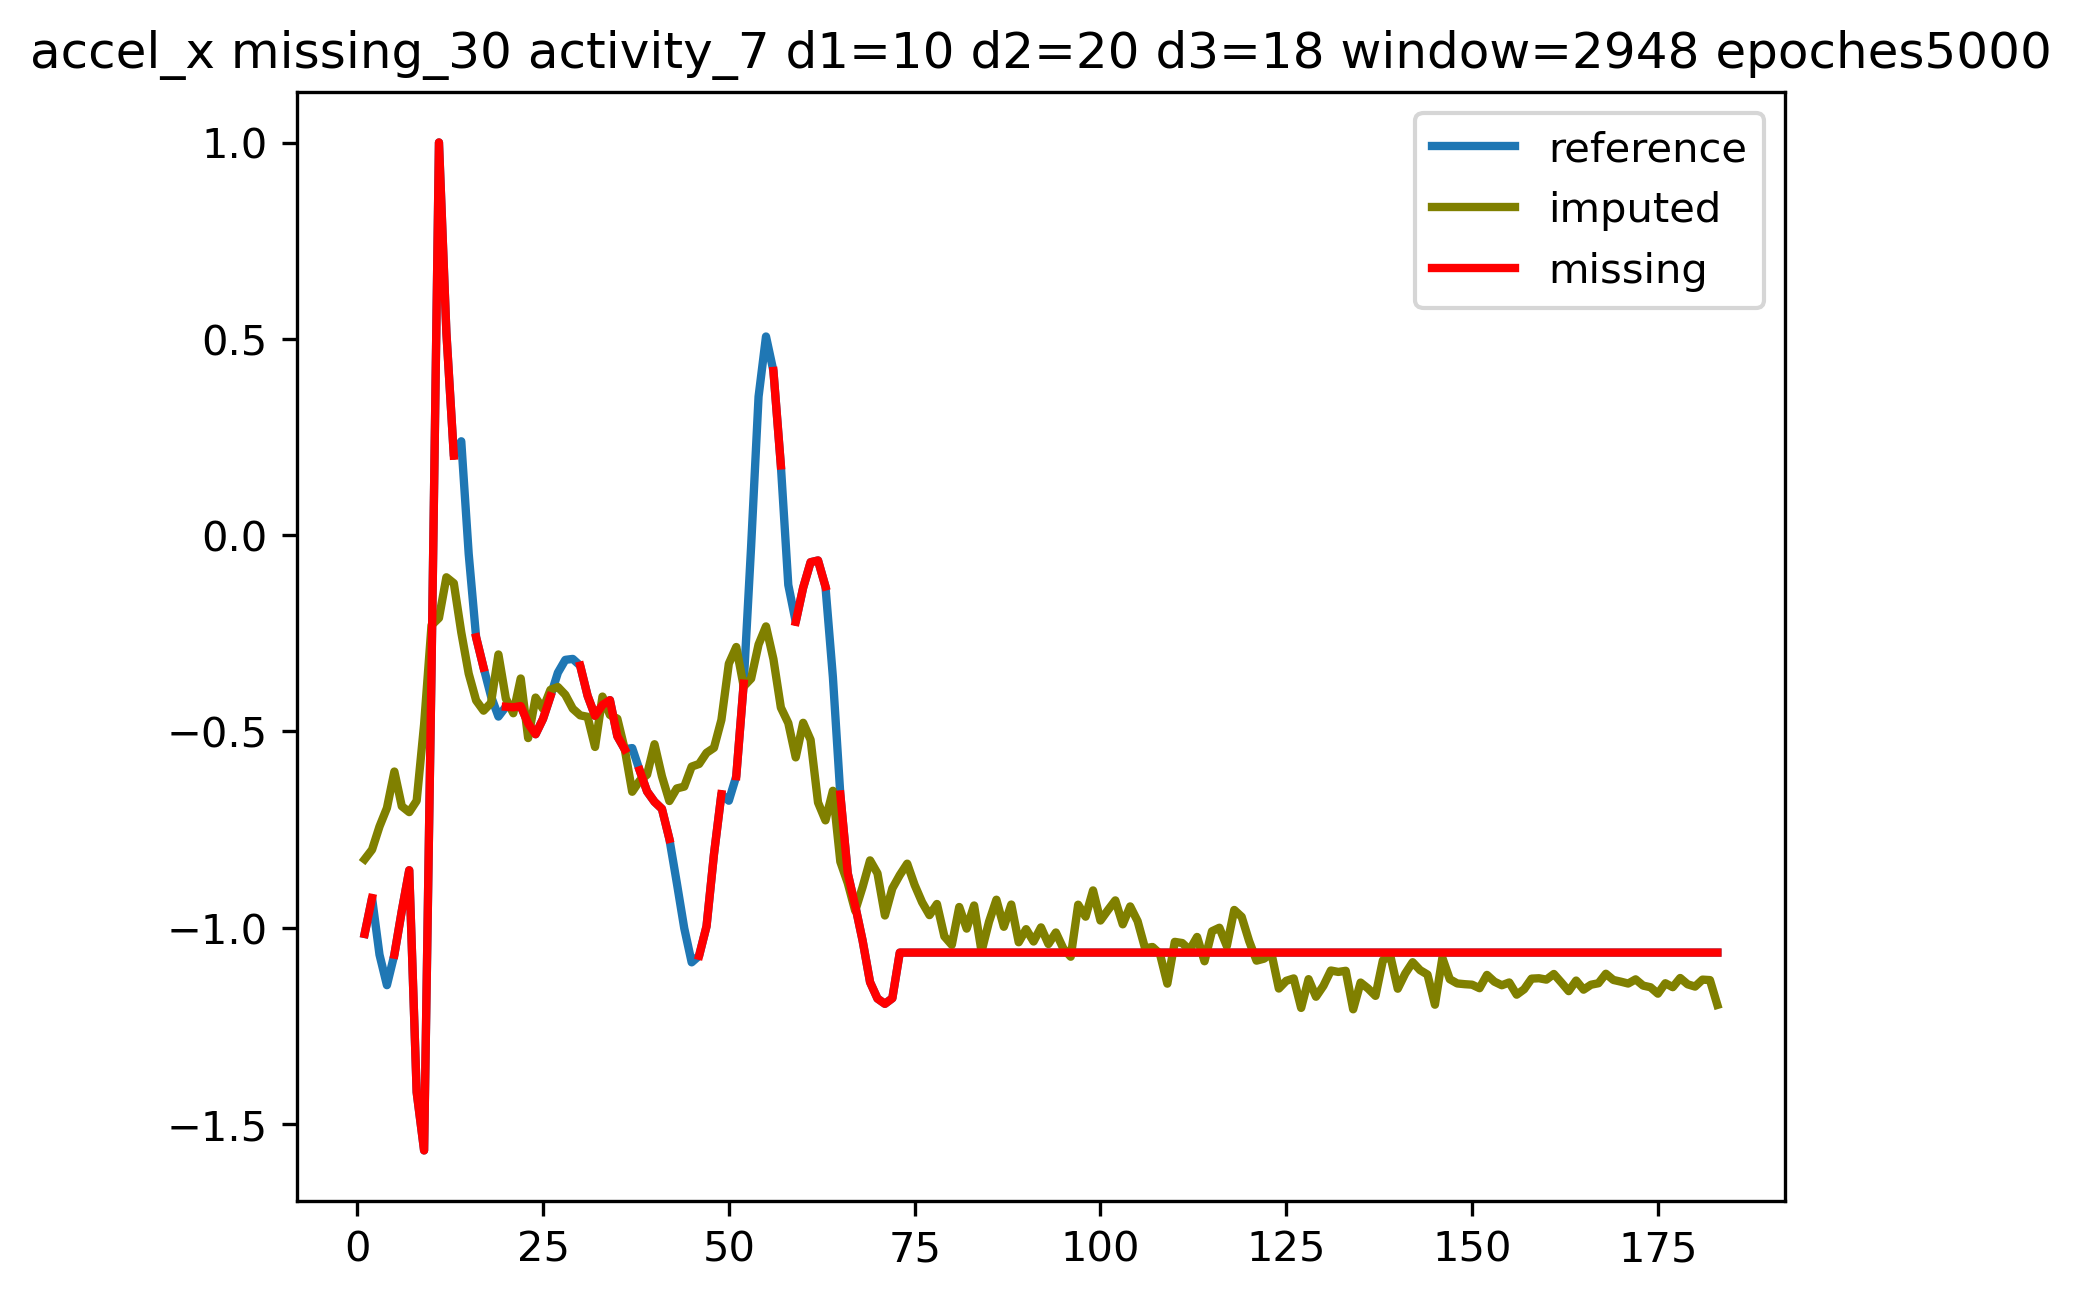 accel_x missing_30 activity_7 d1=10 d2=20 d3=18 window=2948 epoches5000
reference
imputed
missing
1.0
0.5
0.0
−0.5
−1.0
−1.5
0 25 50 75 100 125 150 175